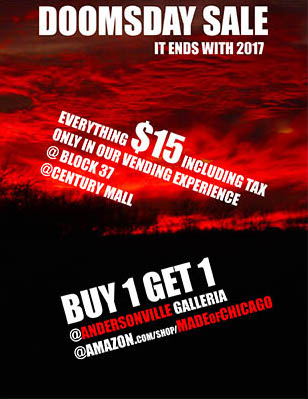 DOOMSDAY SALE
IT ENDS WITH 2017
EVERYTHING $15 INCLUDING TAX
ONLY IN OUR VENDING EXPERIENCE
@ BLOCK 37
@CENTURY MALL
BUY 1 GET 1
@ANDERSONVILLE GALLERIA
@AMAZON.COM/SHOP/MADEoFCHICAGO